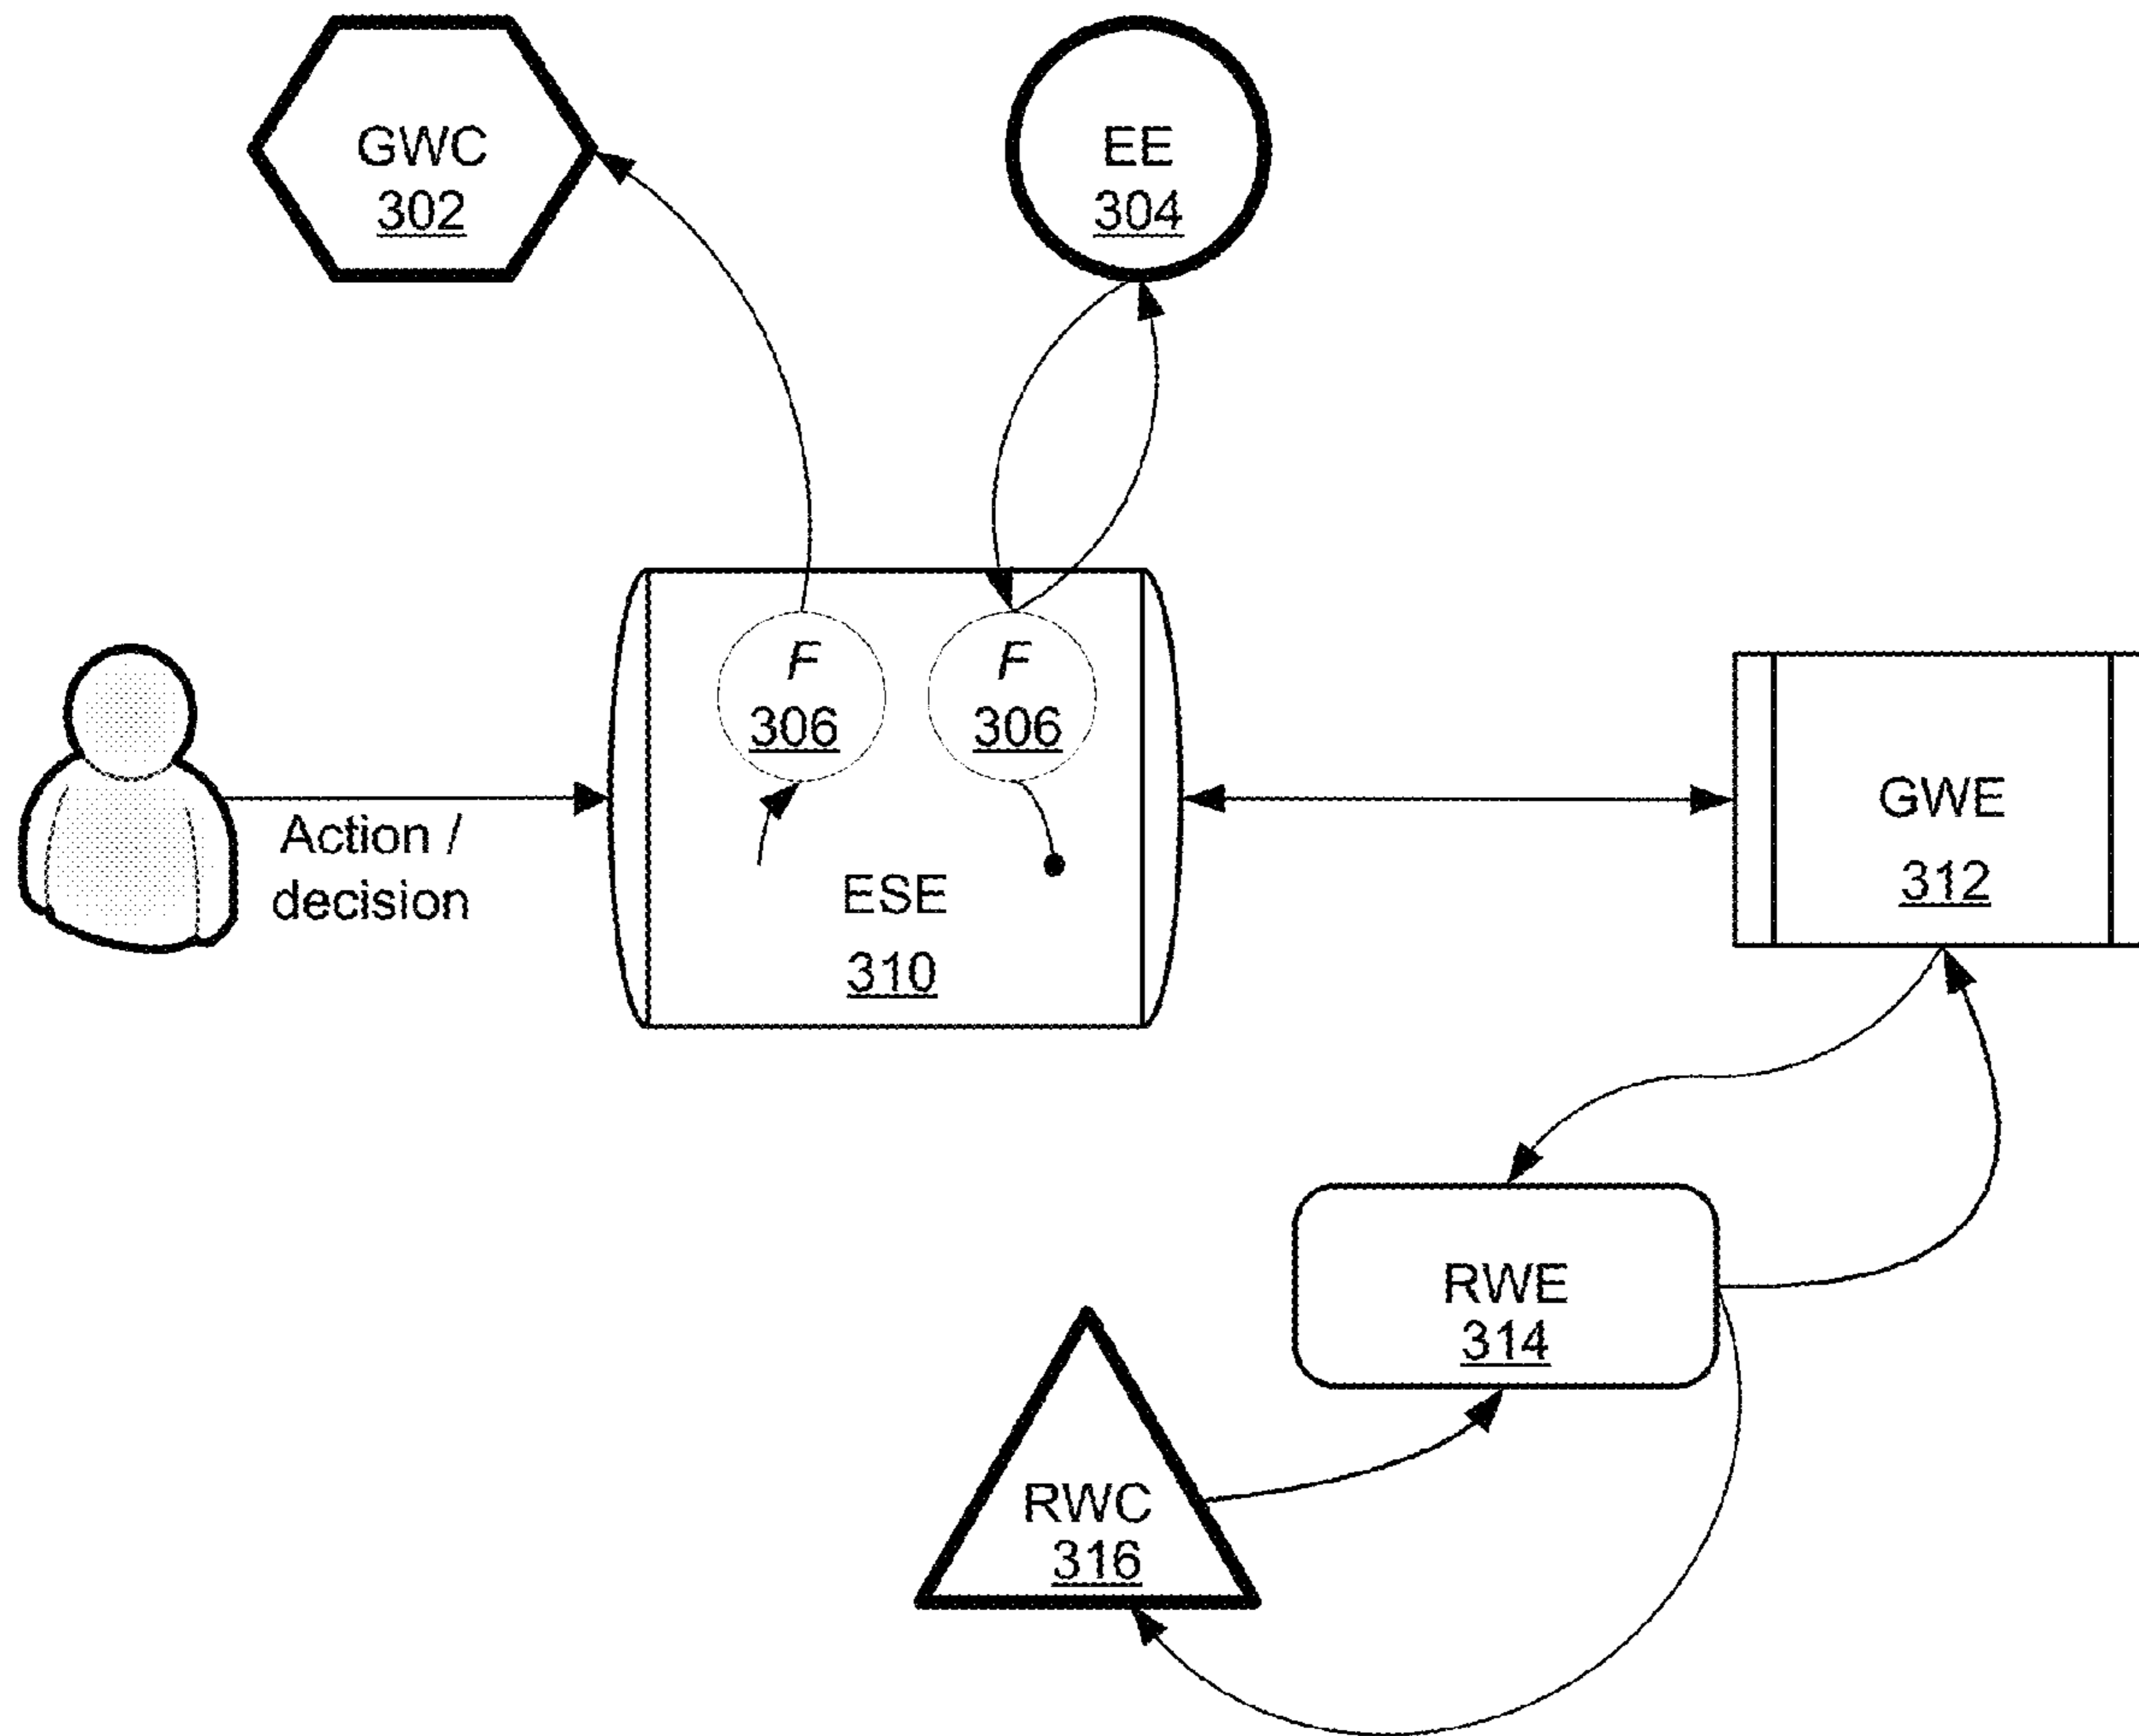 GWC
302
EE
304
F
306
F
306
Action /
decision
ESE
310
GWE
312
RWE
314
RWC
316